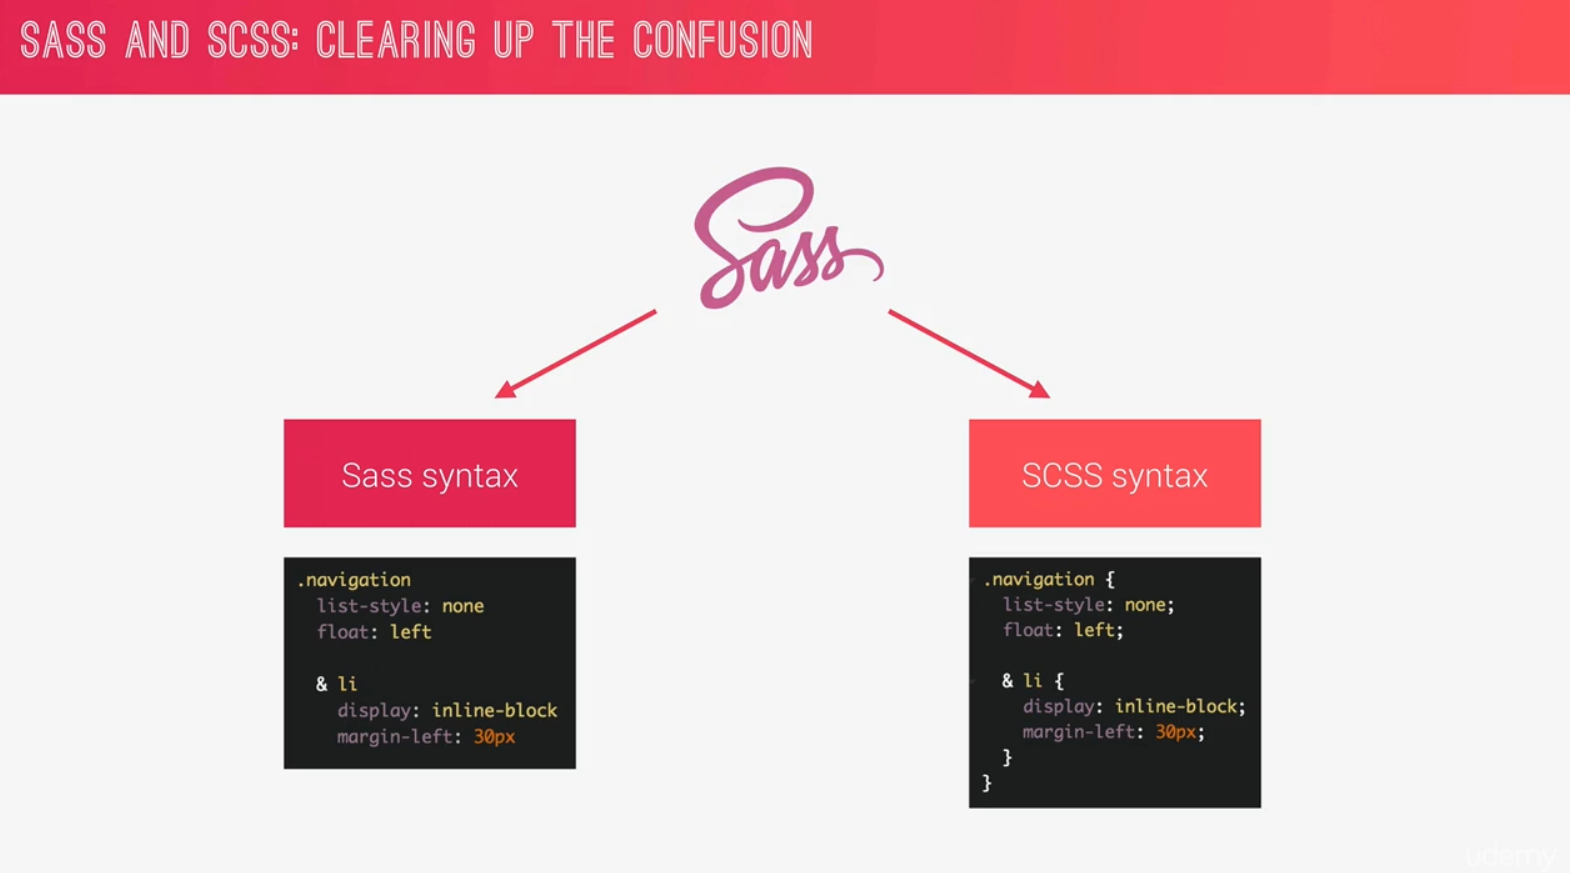 SASS AND SCSS: CLEARING UP THE CONFUSION
Sass
Sass syntax
.navigation
list-style: none
float: left
& li
display: inline-block
margin-left: 30px
SCSS syntax
.navigation {
list-style: none;
float: left;
& li {
display: inline-block;
margin-left: 30px;
}
}
udemy